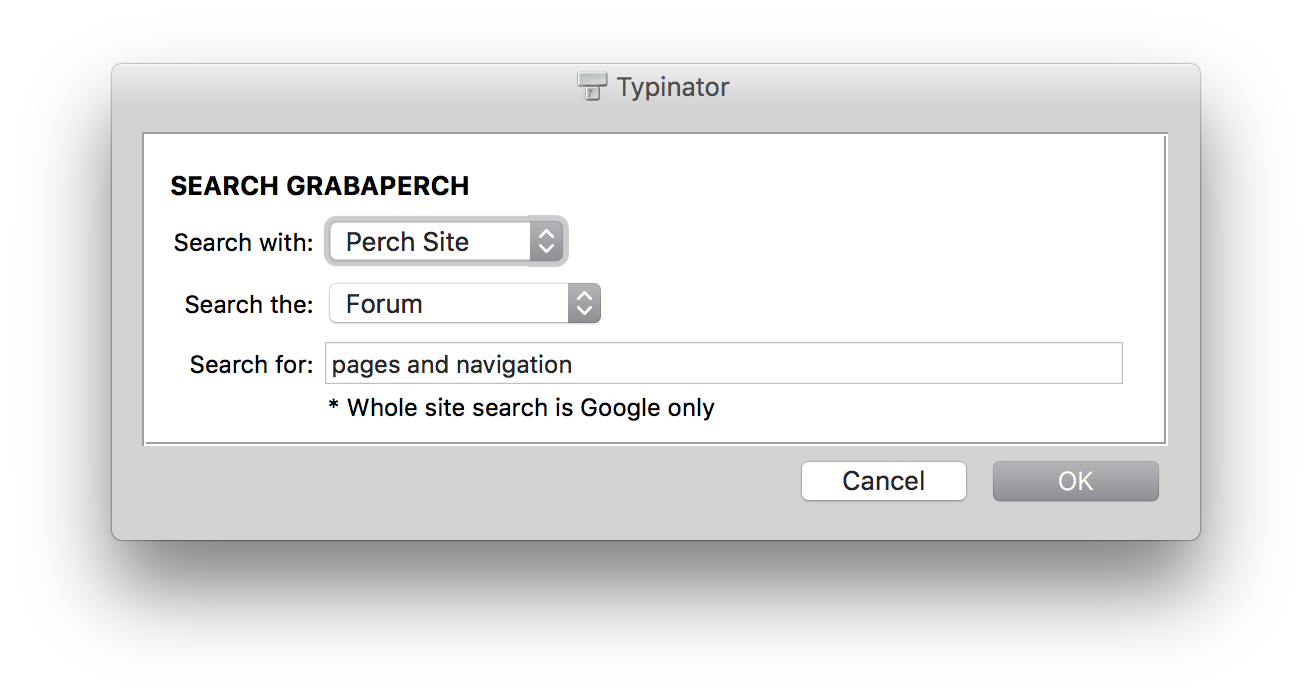 Typinator
SEARCH GRABAPERCH
Search with: Perch Site
Search the: Forum
Search for: pages and navigation
* Whole site search is Google only
Cancel OK